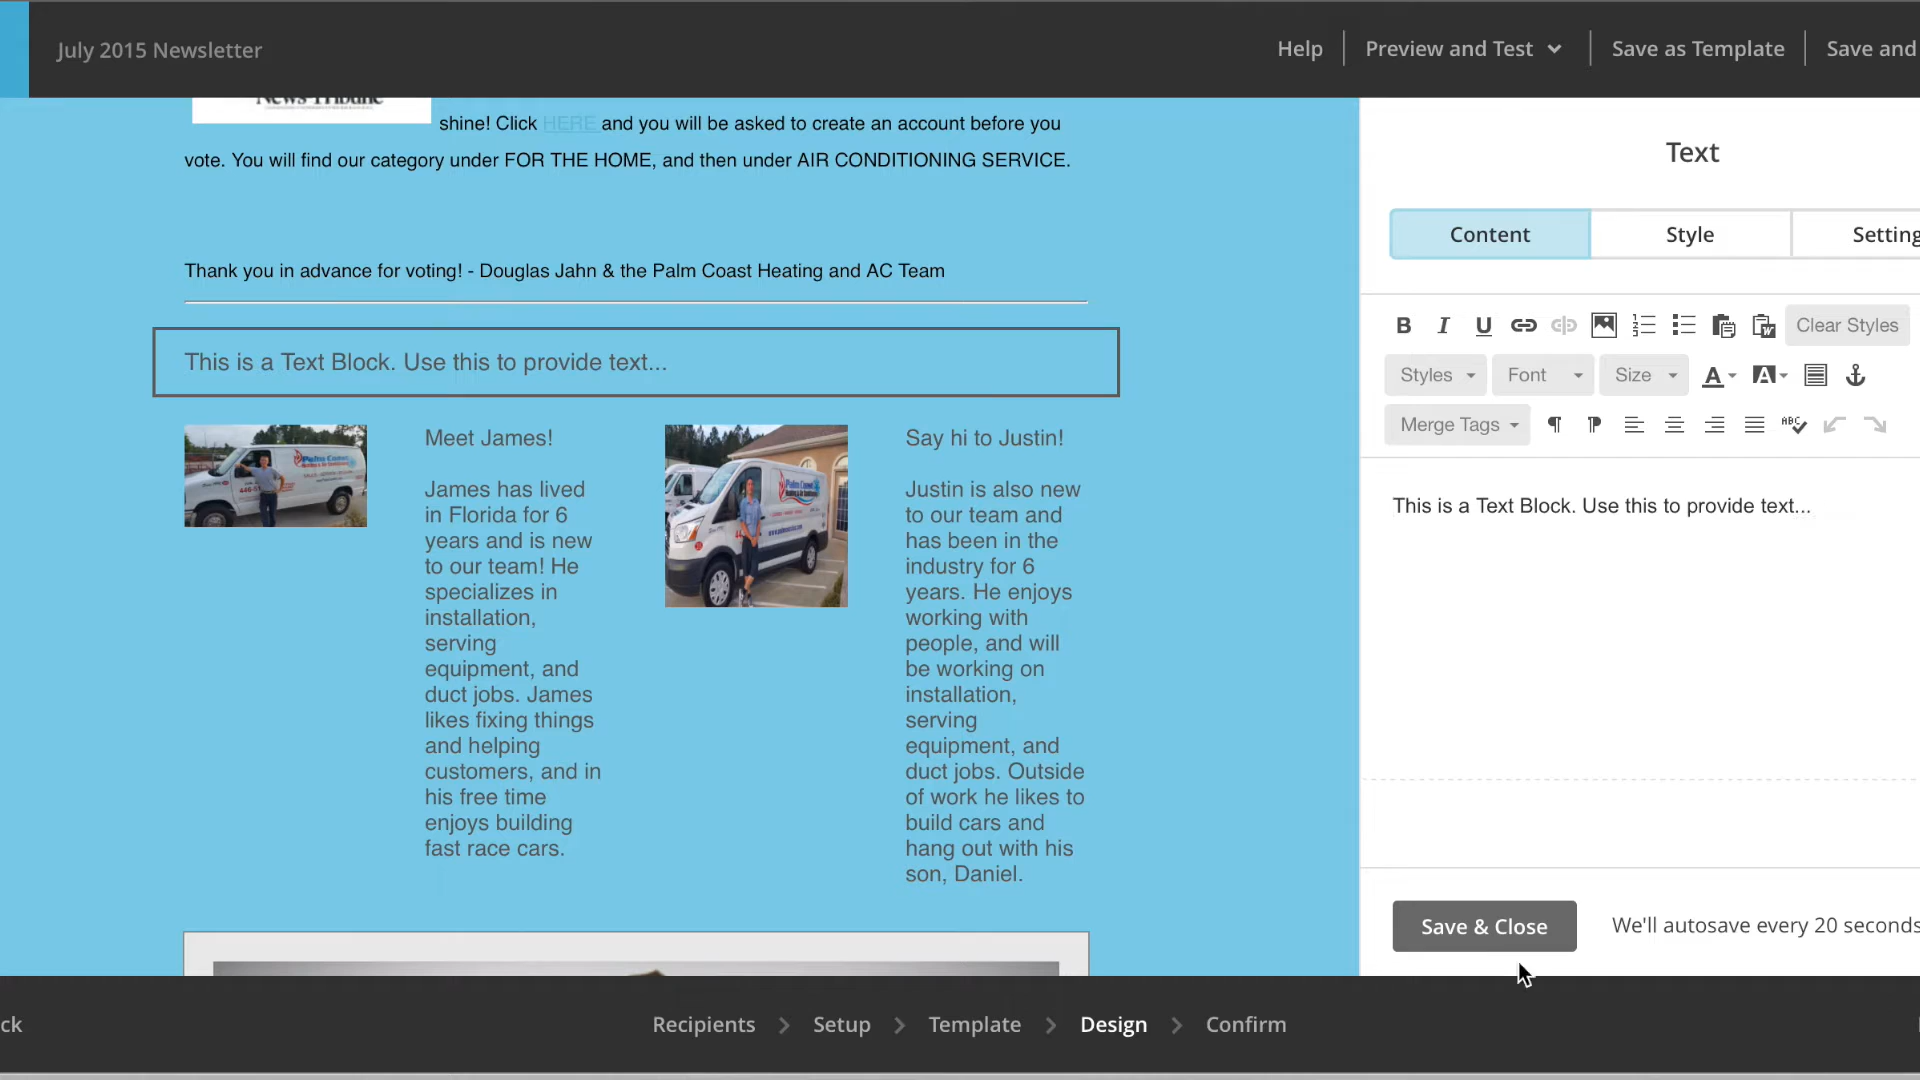 July 2015 Newsletter
Help
Preview and Test
Save as Template
Save and
News-Tribune
shine! Click HERE and you will be asked to create an account before you
vote. You will find our category under FOR THE HOME, and then under AIR CONDITIONING SERVICE.
Thank you in advance for voting! - Douglas Jahn & the Palm Coast Heating and AC Team
This is a Text Block. Use this to provide text...
Meet James!
James has lived
in Florida for 6
years and is new
to our team! He
specializes in
installation,
serving
equipment, and
duct jobs. James
likes fixing things
and helping
customers, and in
his free time
enjoys building
fast race cars.
Palms Coast
Palms Coast
Say hi to Justin!
Justin is also new
to our team and
has been in the
industry for 6
years. He enjoys
working with
people, and will
be working on
installation,
serving
equipment, and
duct jobs. Outside
of work he likes to
build cars and
hang out with his
son, Daniel.
Text
Content
Style
Setting
B I U
Clear Styles
Styles
Font
Size
A
A
Merge Tags
ABC
This is a Text Block. Use this to provide text...
Save & Close
We'll autosave every 20 seconds
ck
Recipients
Setup
Template
Design
Confirm